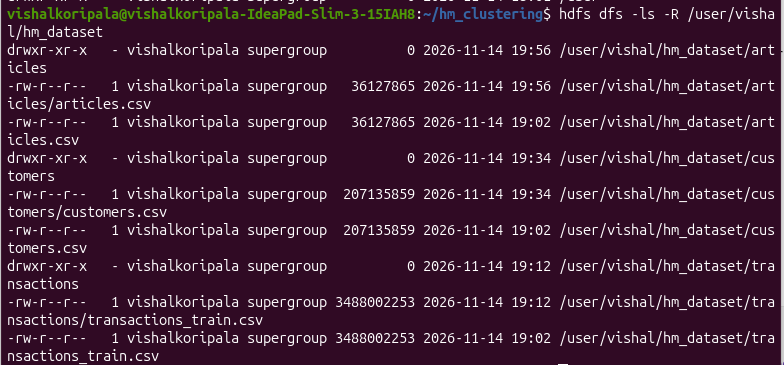 vishalkoripala@vishalkoripala-IdeaPad-Slim-3-15IAH8:~/hm_clustering$ hdfs dfs -ls -R /user/visha
l/hm_dataset
drwxr-xr-x   - vishalkoripala supergroup          0 2026-11-14 19:56 /user/vishal/hm_dataset/art
icles
-rw-r--r--   1 vishalkoripala supergroup   36127865 2026-11-14 19:56 /user/vishal/hm_dataset/art
icles/articles.csv
-rw-r--r--   1 vishalkoripala supergroup   36127865 2026-11-14 19:02 /user/vishal/hm_dataset/art
icles.csv
drwxr-xr-x   - vishalkoripala supergroup          0 2026-11-14 19:34 /user/vishal/hm_dataset/cus
tomers
-rw-r--r--   1 vishalkoripala supergroup  207135859 2026-11-14 19:34 /user/vishal/hm_dataset/cus
tomers/customers.csv
-rw-r--r--   1 vishalkoripala supergroup  207135859 2026-11-14 19:02 /user/vishal/hm_dataset/cus
tomers.csv
drwxr-xr-x   - vishalkoripala supergroup          0 2026-11-14 19:12 /user/vishal/hm_dataset/tra
nsactions
-rw-r--r--   1 vishalkoripala supergroup 3488002253 2026-11-14 19:12 /user/vishal/hm_dataset/tra
nsactions/transactions_train.csv
-rw-r--r--   1 vishalkoripala supergroup 3488002253 2026-11-14 19:02 /user/vishal/hm_dataset/tra
nsactions_train.csv